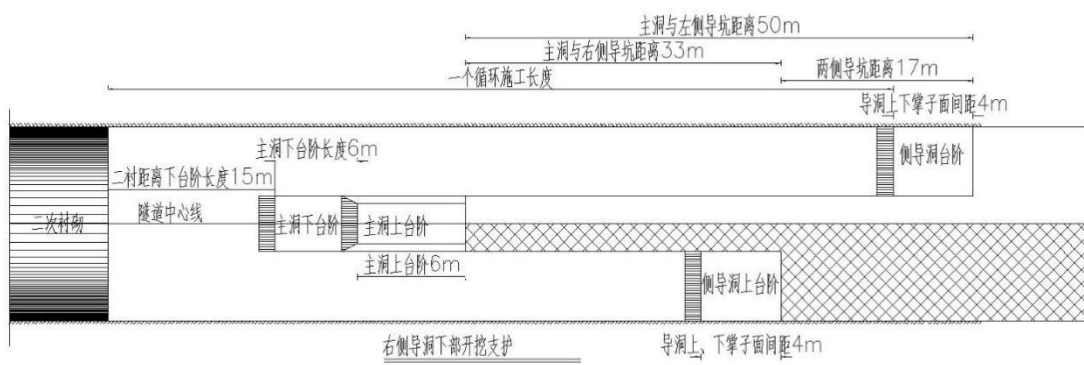 主洞与左侧导坑距离50m
主洞与右侧导坑距离33m
一个循环施工长度
两侧导坑距离17m
导洞上下掌子面间距4m
主洞下台阶长度6m
侧导洞台阶
二衬距离下台阶长度15m
二次衬砌
隧道中心线
主洞下台阶
主洞上台阶
主洞上台阶6m
侧导洞上台阶
右侧导洞下部开挖支护
导洞上、下掌子面间距4m